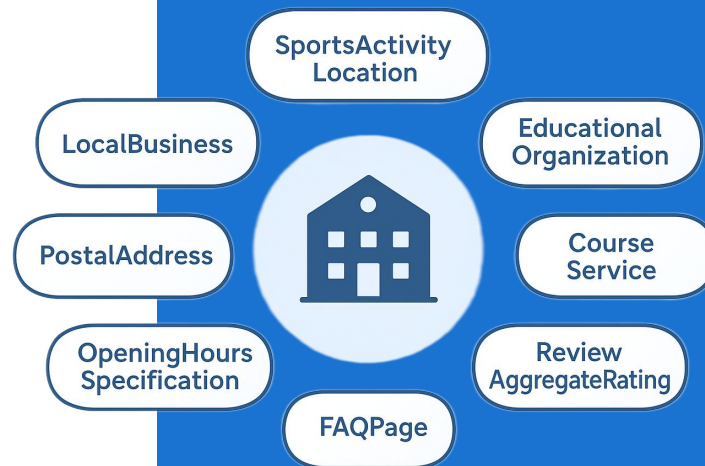 SportsActivity
Location
LocalBusiness
Educational
Organization
PostalAddress
Course
Service
OpeningHours
Specification
Review
AggregateRating
FAQPage